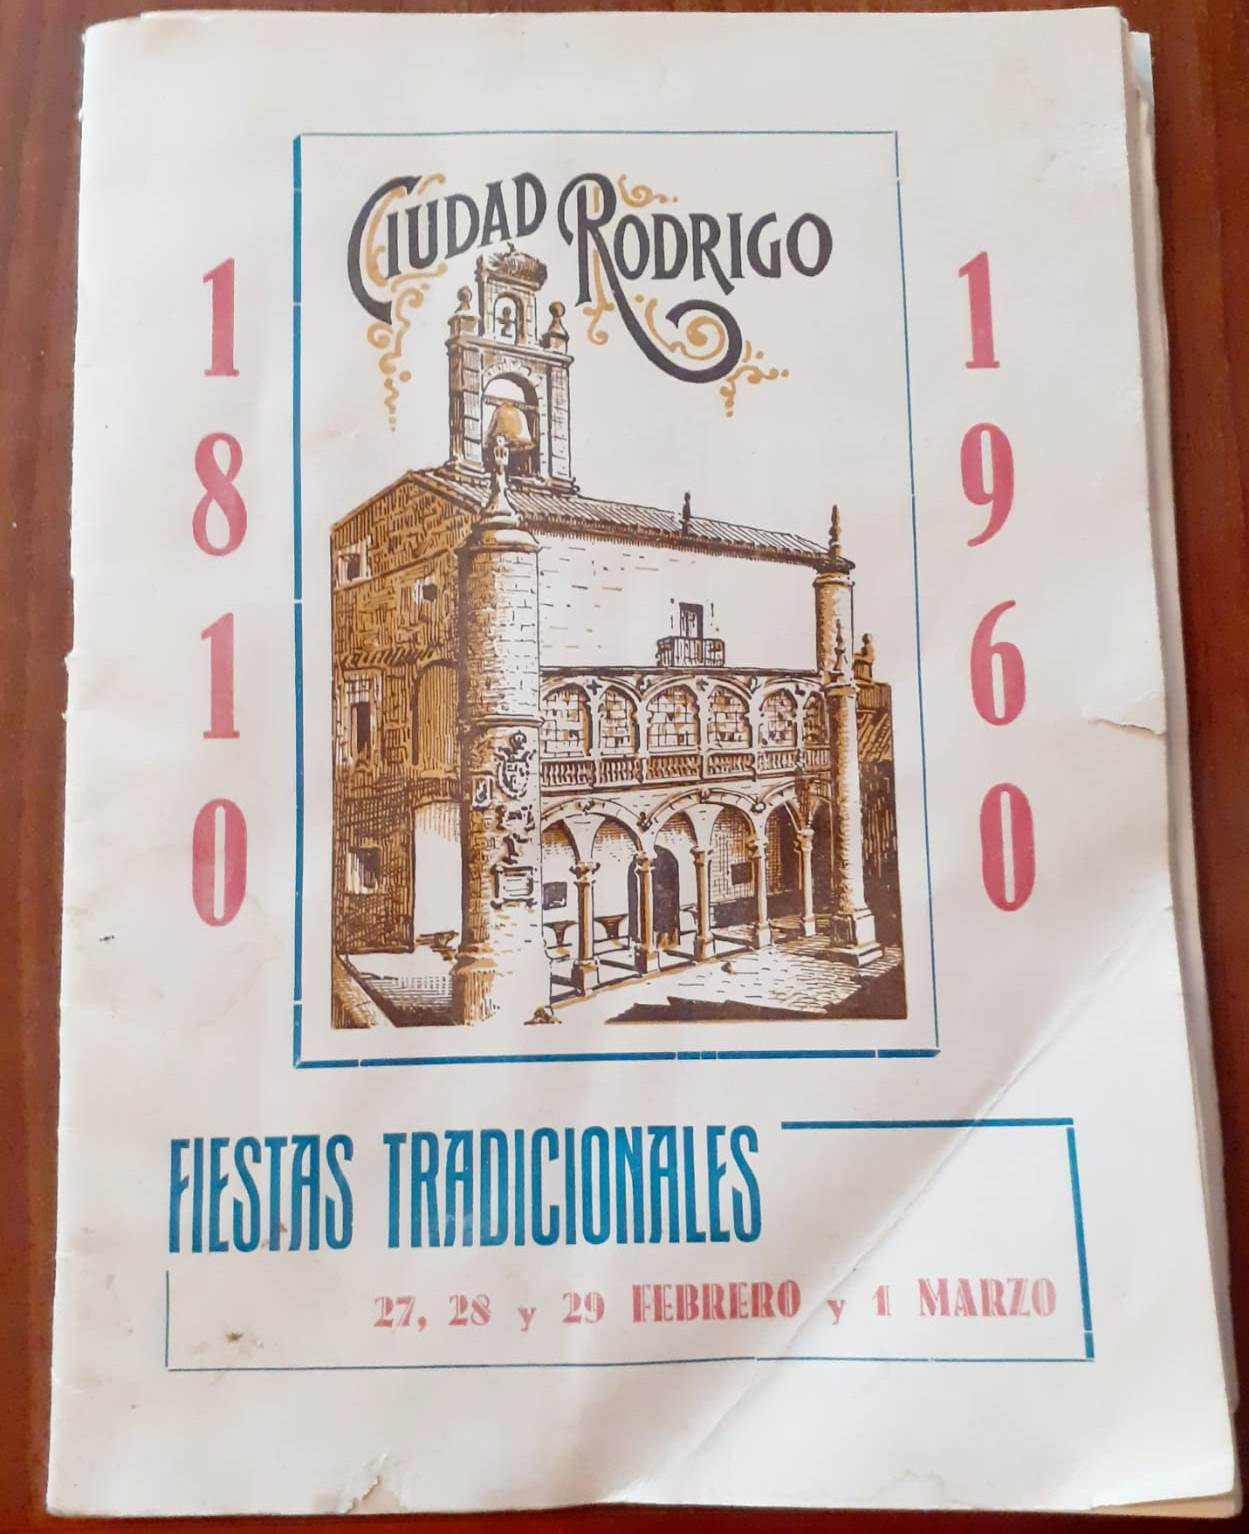 CIUDAD RODRIGO
1810
1960
FIESTAS TRADICIONALES
27, 28 y 29 FEBRERO y 1 MARZO